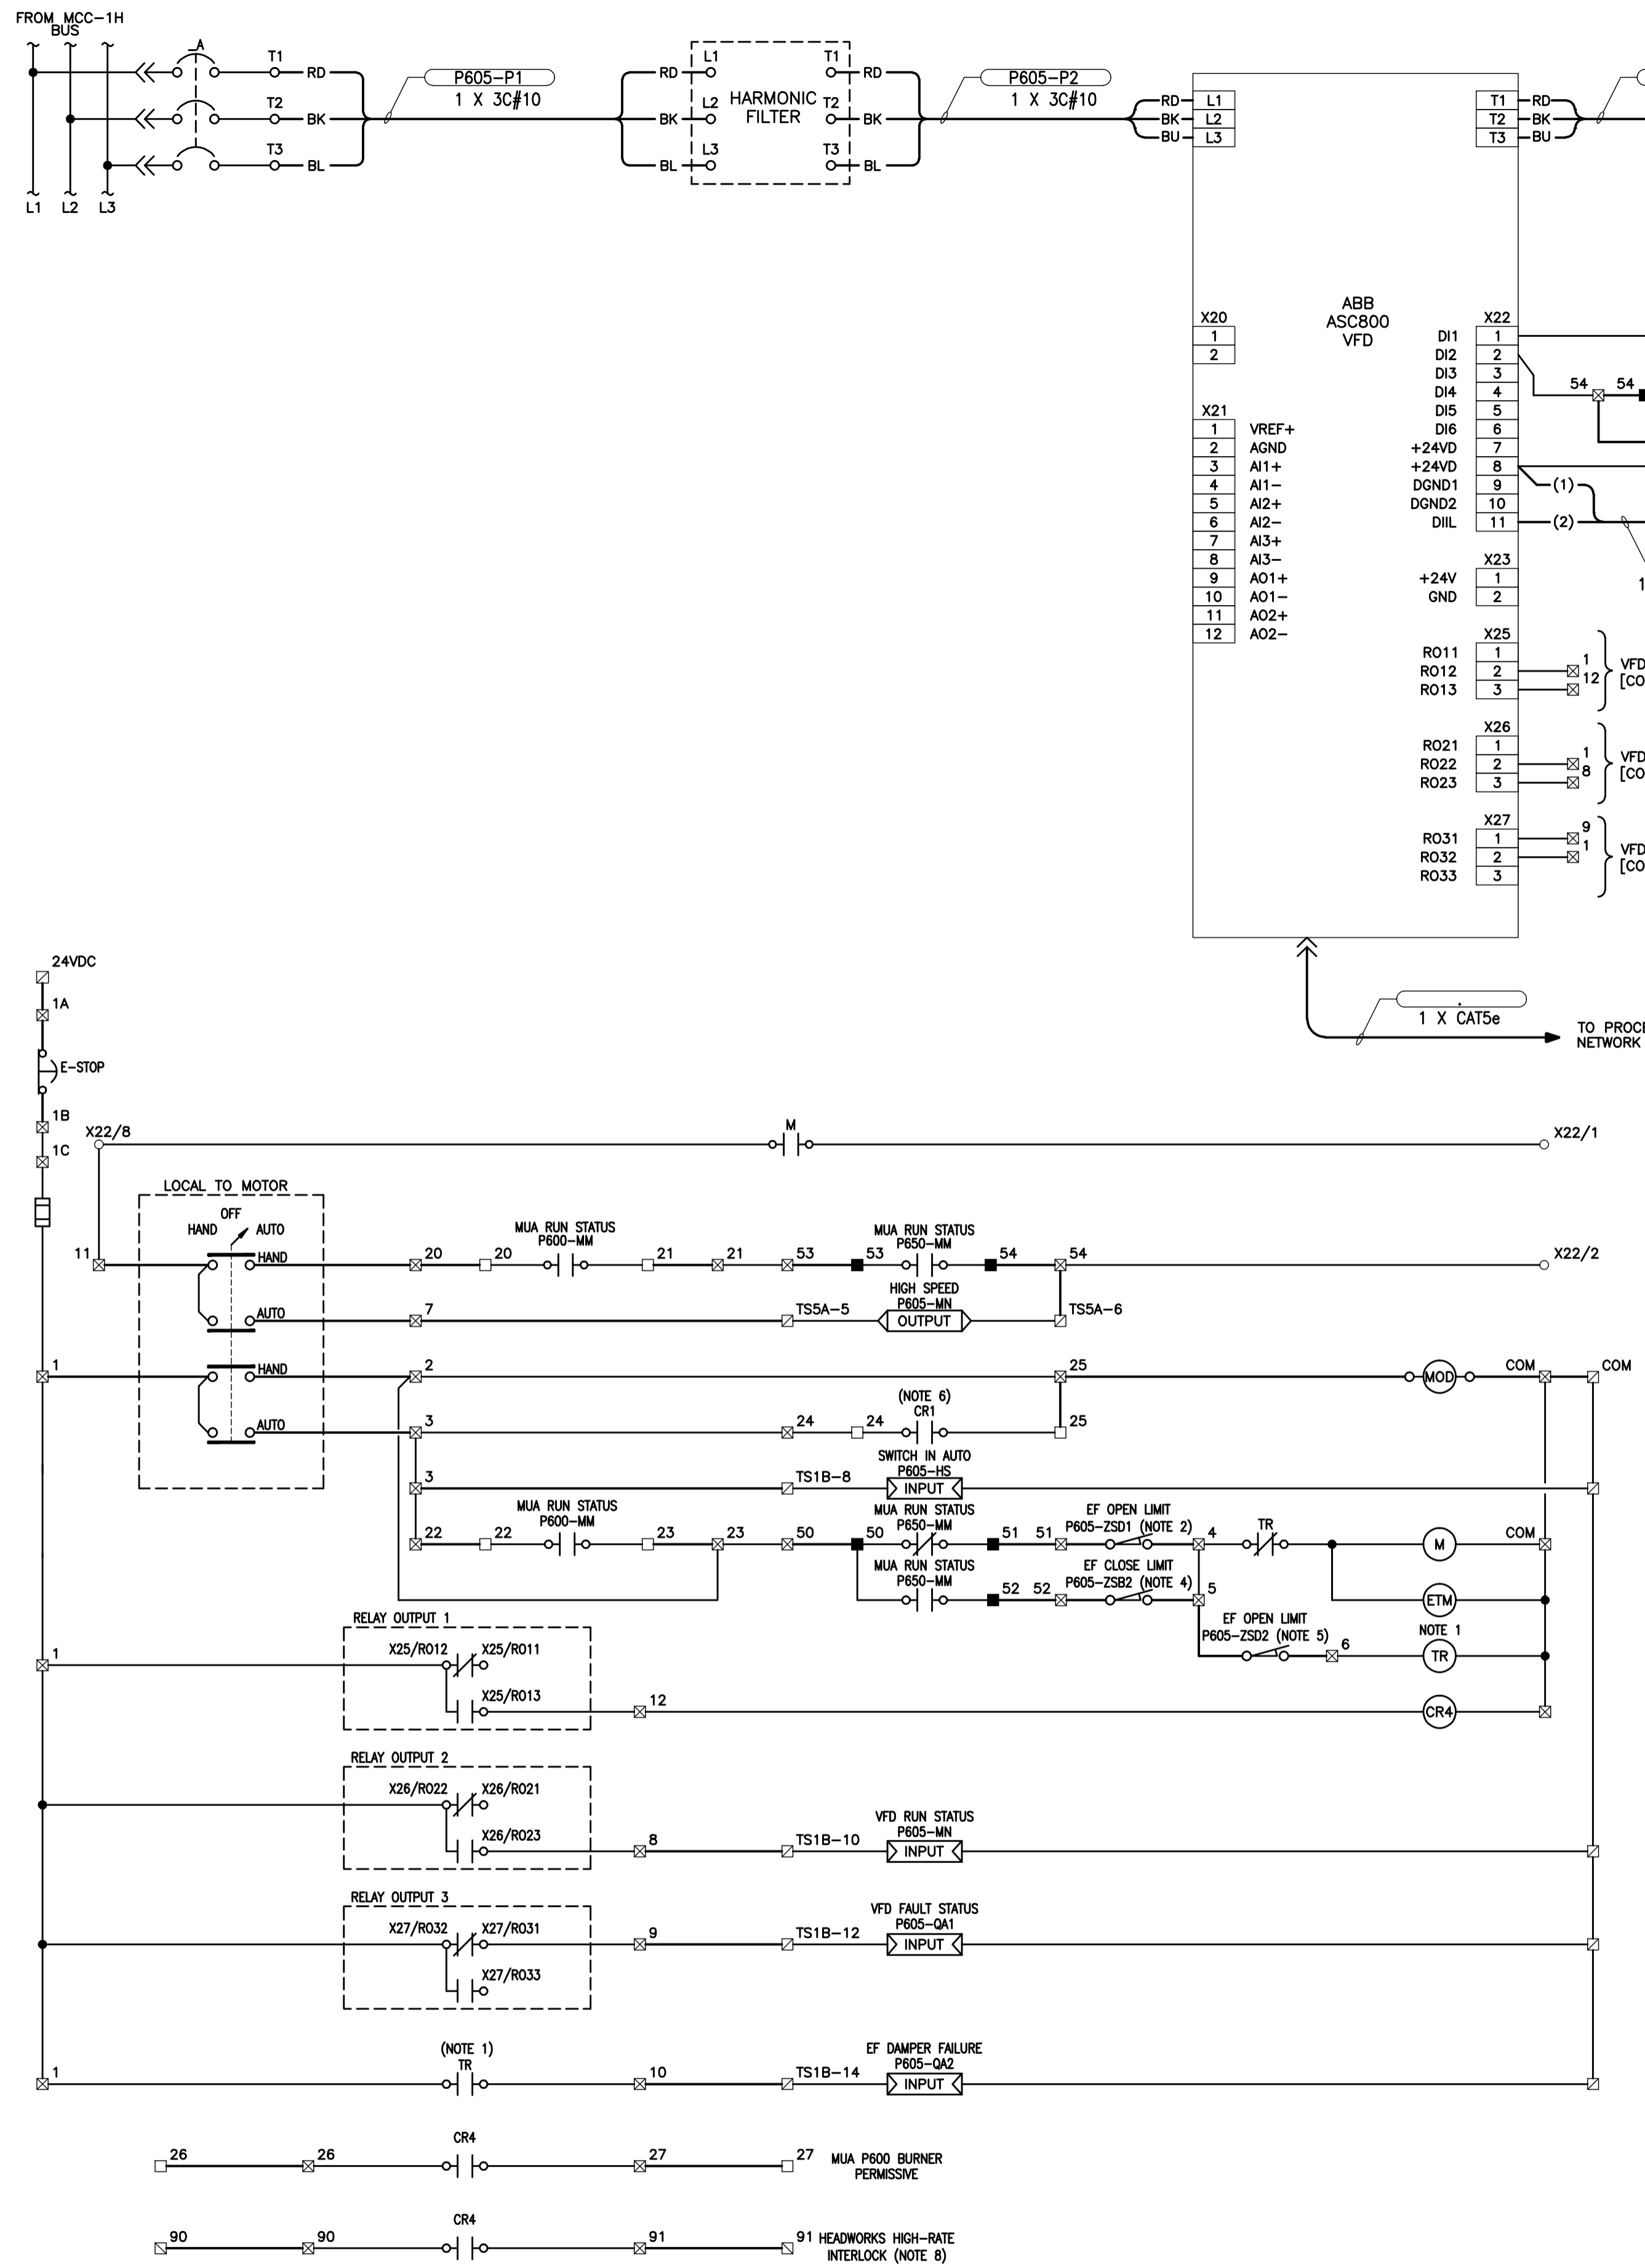 FROM MCC-1H
BUS
_A
T1
RD
T2
BK
T3
BL
L1 L2 L3
P605-P1
1 X 3C#10
RD
BK
BL
L1
L2
L3
HARMONIC
FILTER
T1
T2
T3
RD
BK
BL
P605-P2
1 X 3C#10
RD
BK
BU
L1
L2
L3
T1
T2
T3
RD
BK
BU
ABB
ASC800
VFD
X20
1
2
X21
1 VREF+
2 AGND
3 AI1+
4 AI1-
5 AI2+
6 AI2-
7 AI3+
8 AI3-
9 AO1+
10 AO1-
11 AO2+
12 AO2-
X22
DI1 1
DI2 2
DI3 3
DI4 4
DI5 5
DI6 6
+24VD 7
+24VD 8
DGND1 9
DGND2 10
DIIL 11
54 54
(1)
(2)
1
X23
+24V 1
GND 2
X25
RO11 1
RO12 2
RO13 3
1
12
VFD
[CO
X26
RO21 1
RO22 2
RO23 3
1
8
VFD
[CO
X27
RO31 1
RO32 2
RO33 3
9
1
VFD
[CO
1 X CAT5e
TO PROCE
NETWORK
24VDC
1A
E-STOP
1B
1C
X22/8
M
X22/1
LOCAL TO MOTOR
OFF
HAND AUTO
11
HAND
20 20
MUA RUN STATUS
P600-MM
21 21 53 53
MUA RUN STATUS
P650-MM
54 54
X22/2
AUTO
7
TS5A-5
HIGH SPEED
P605-MN
OUTPUT
TS5A-6
1
HAND
2
25
MOD
COM
COM
AUTO
3
24 24
(NOTE 6)
CR1
25
3
TS1B-8
SWITCH IN AUTO
P605-HS
INPUT
22 22
MUA RUN STATUS
P600-MM
23 23 50 50
MUA RUN STATUS
P650-MM
51 51
EF OPEN LIMIT
P605-ZSD1 (NOTE 2)
4
TR
M
COM
MUA RUN STATUS
P650-MM
52 52
EF CLOSE LIMIT
P605-ZSB2 (NOTE 4)
5
ETM
EF OPEN LIMIT
P605-ZSD2 (NOTE 5)
6
NOTE 1
TR
RELAY OUTPUT 1
1
X25/RO12 X25/RO11
X25/RO13
12
CR4
RELAY OUTPUT 2
X26/RO22 X26/RO21
X26/RO23
8
TS1B-10
VFD RUN STATUS
P605-MN
INPUT
RELAY OUTPUT 3
X27/RO32 X27/RO31
9
TS1B-12
VFD FAULT STATUS
P605-QA1
INPUT
X27/RO33
1
(NOTE 1)
TR
10
TS1B-14
EF DAMPER FAILURE
P605-QA2
INPUT
26 26
CR4
27 27
MUA P600 BURNER
PERMISSIVE
90 90
CR4
91 91
HEADWORKS HIGH-RATE
INTERLOCK (NOTE 8)